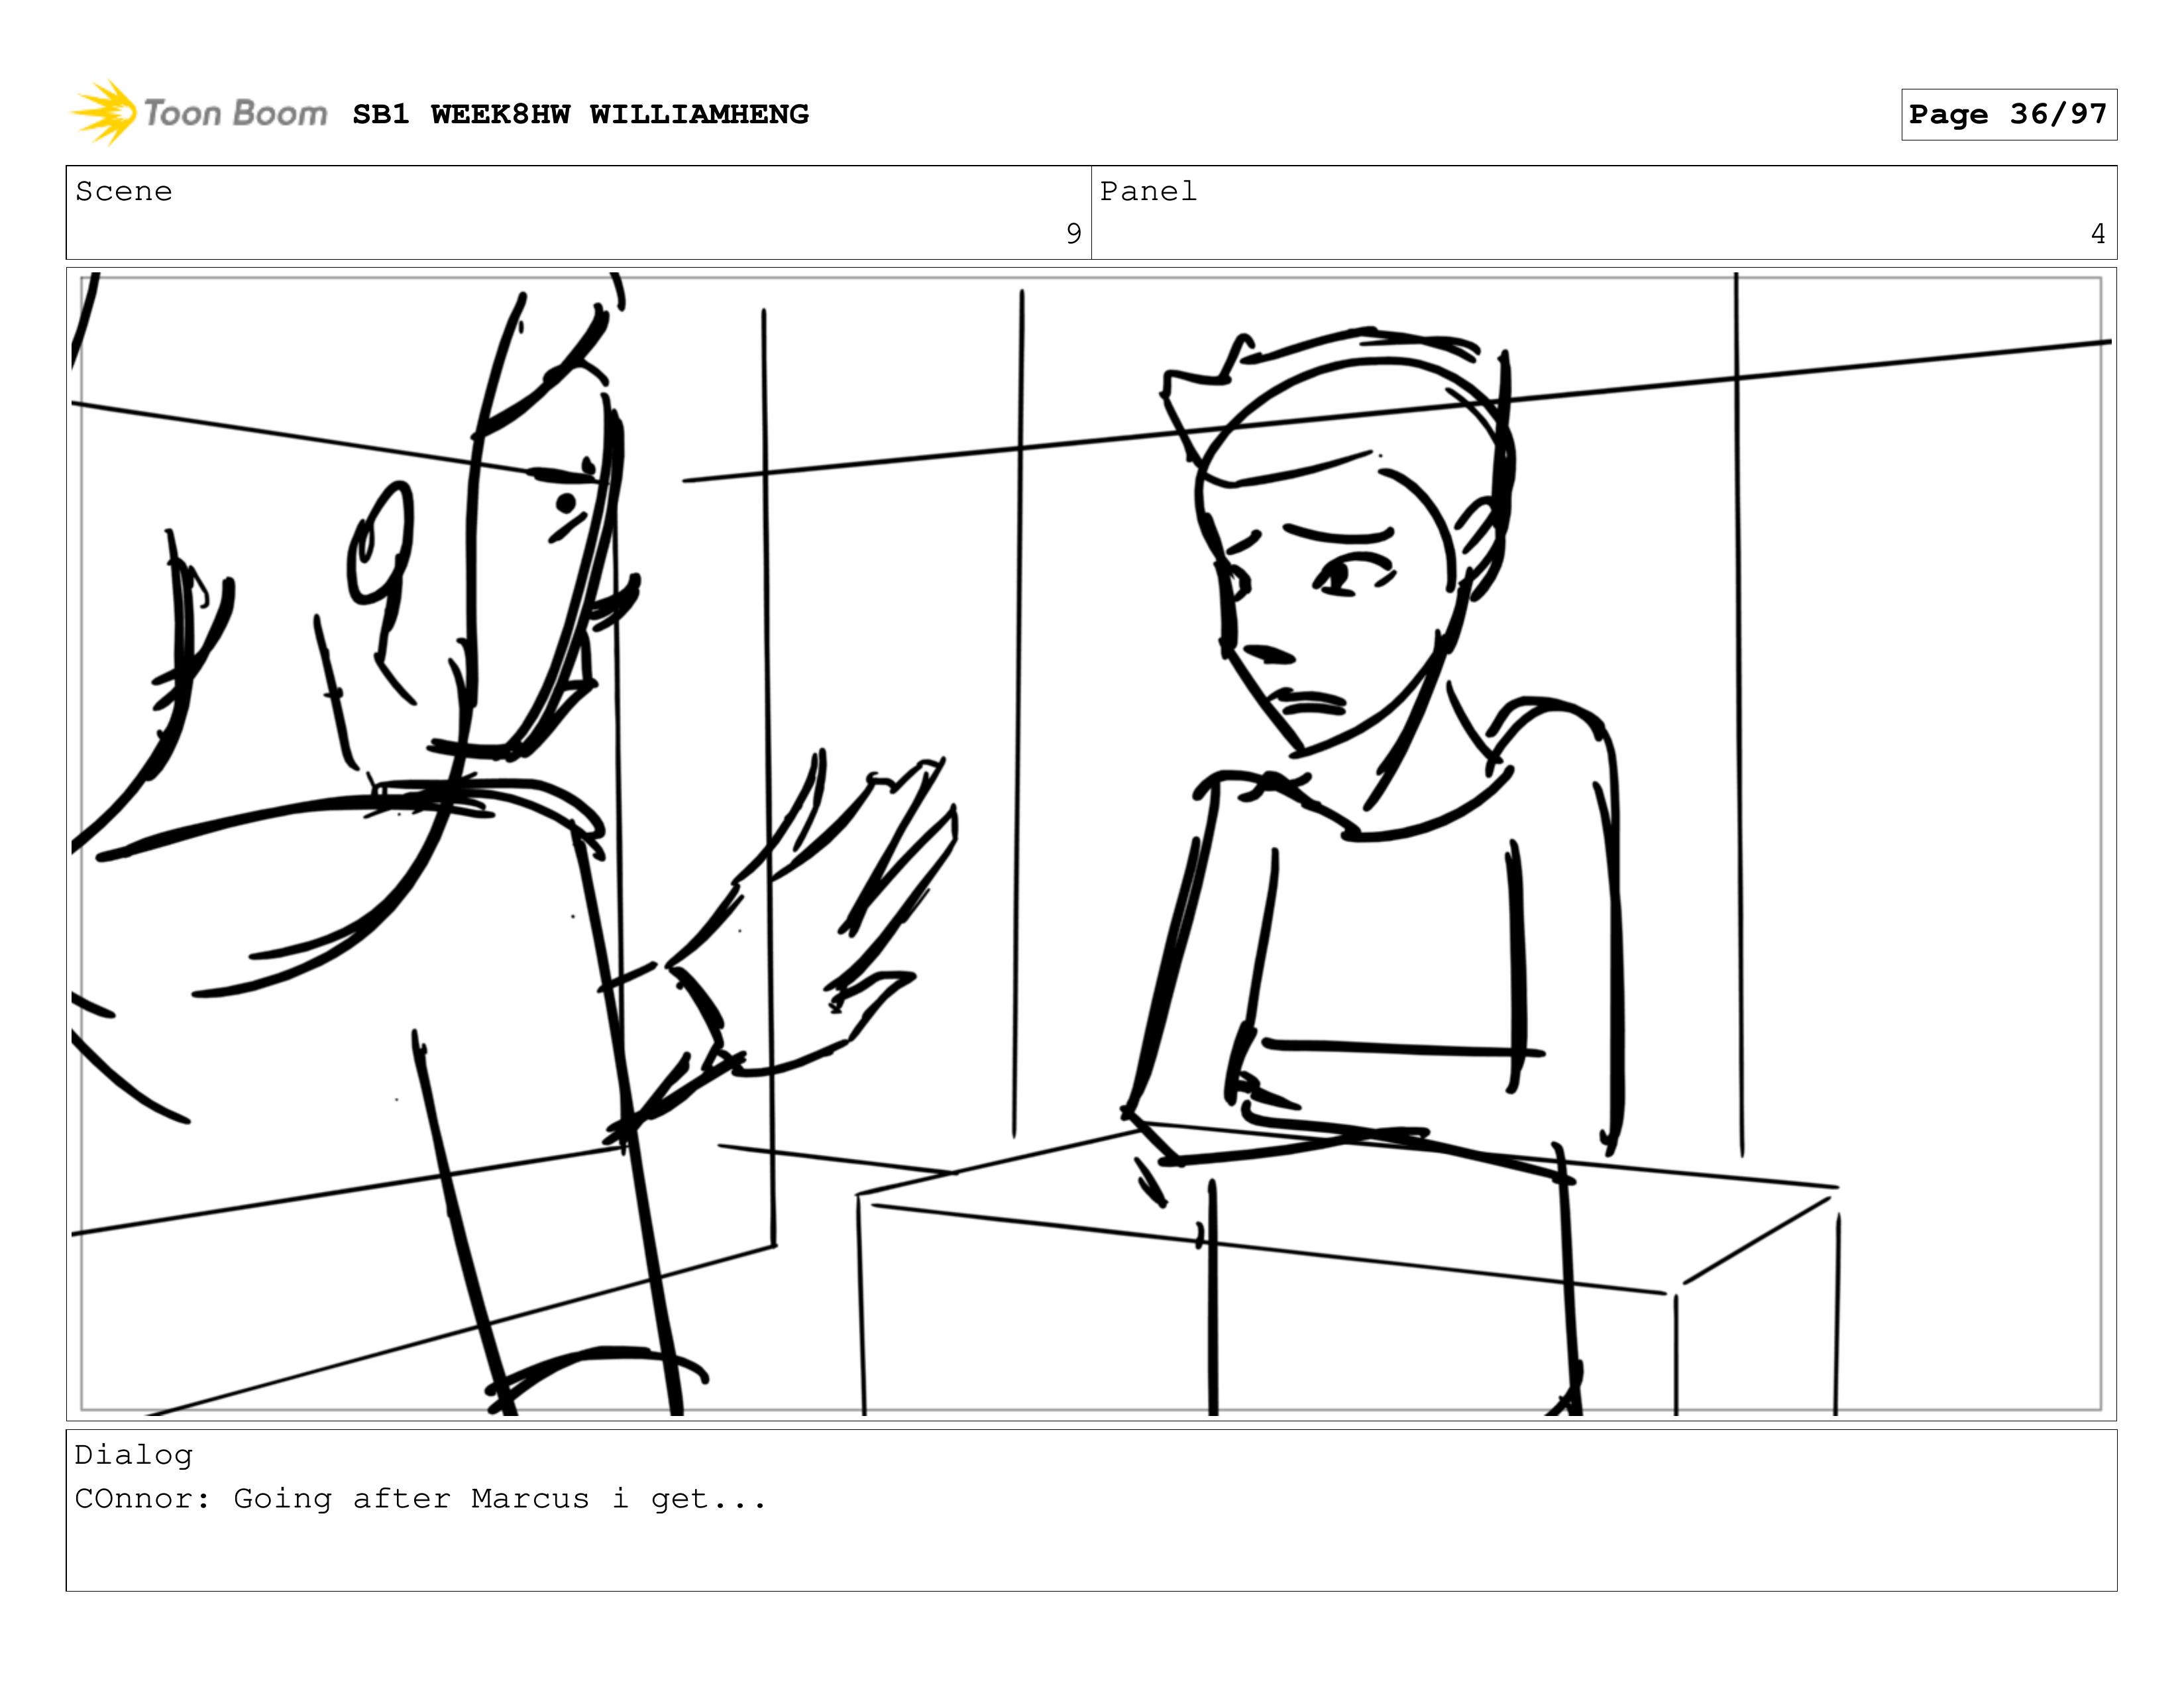 Toon Boom SB1 WEEK8HW WILLIAMHENG Page 36/97
Scene Panel
9 4
Dialog
COnnor: Going after Marcus i get...